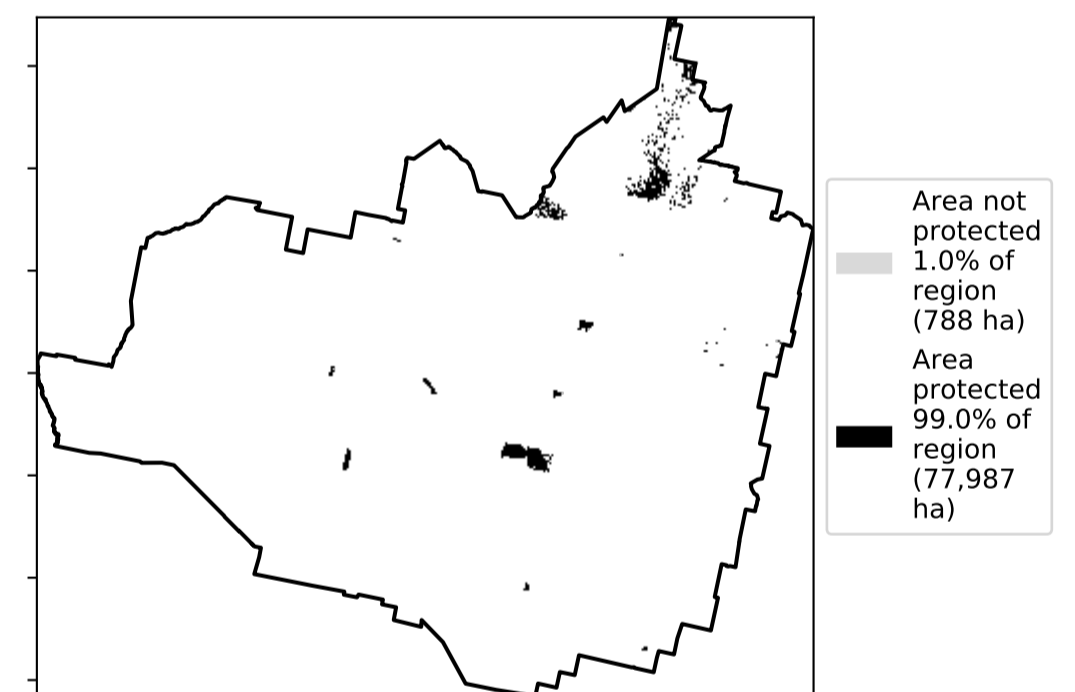 Area not
protected
1.0% of
region
(788 ha)
Area
protected
99.0% of
region
(77,987
ha)